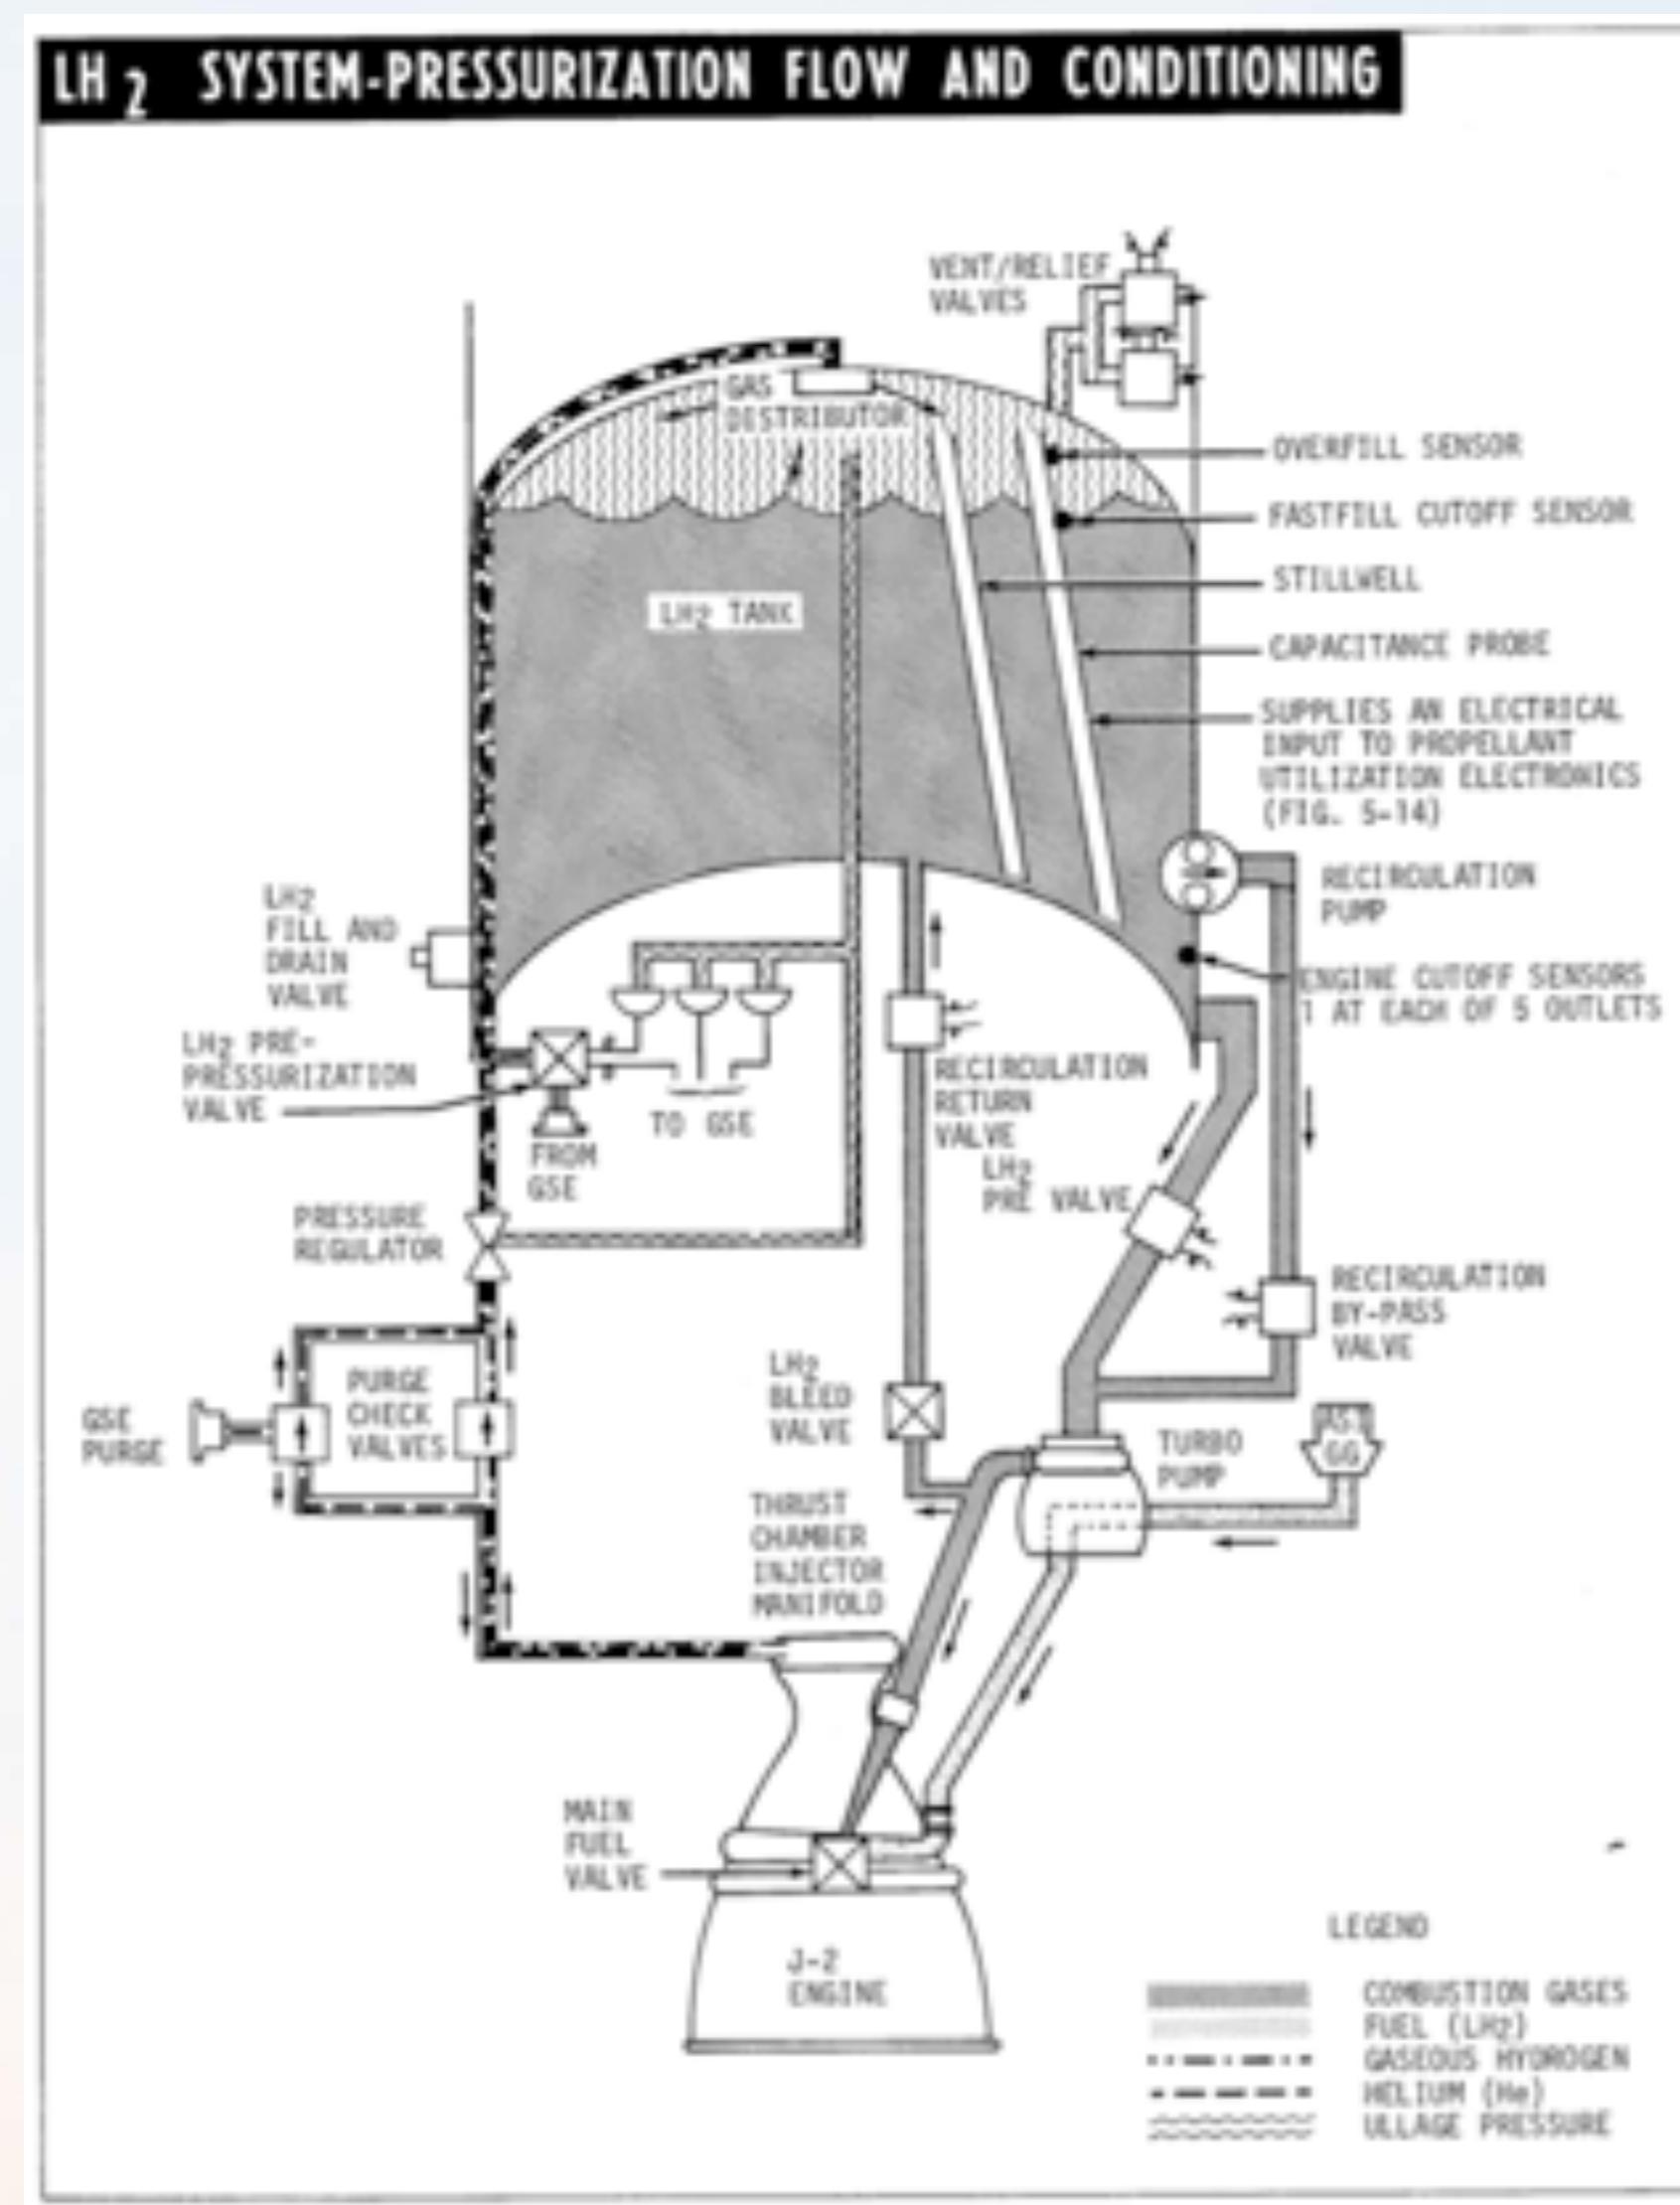 LH2 SYSTEM-PRESSURIZATION FLOW AND CONDITIONING
VENT/RELIEF
VALVES
GAS
DISTRIBUTOR
OVERFILL SENSOR
FASTFILL CUTOFF SENSOR
STILLWELL
LH2 TANK
CAPACITANCE PROBE
SUPPLIES AN ELECTRICAL
INPUT TO PROPELLANT
UTILIZATION ELECTRONICS
(FIG. 5-14)
RECIRCULATION
PUMP
LH2
FILL AND
DRAIN
VALVE
ENGINE CUTOFF SENSORS
1 AT EACH OF 5 OUTLETS
LH2 PRE-
PRESSURIZATION
VALVE
TO GSE
FROM
GSE
RECIRCULATION
RETURN
VALVE
LH2
PRE VALVE
PRESSURE
REGULATOR
RECIRCULATION
BY-PASS
VALVE
GSE
PURGE
PURGE
CHECK
VALVES
LH2
BLEED
VALVE
TURBO
PUMP
GG
THRUST
CHAMBER
INJECTOR
MANIFOLD
MAIN
FUEL
VALVE
J-2
ENGINE
LEGEND
COMBUSTION GASES
FUEL (LH2)
GASEOUS HYDROGEN
HELIUM (He)
ULLAGE PRESSURE